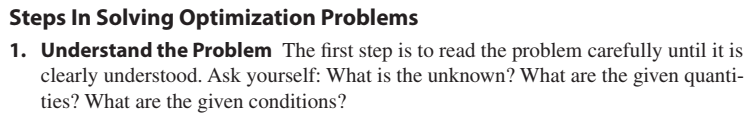 Steps In Solving Optimization Problems
1. Understand the Problem The first step is to read the problem carefully until it is
clearly understood. Ask yourself: What is the unknown? What are the given quanti-
ties? What are the given conditions?